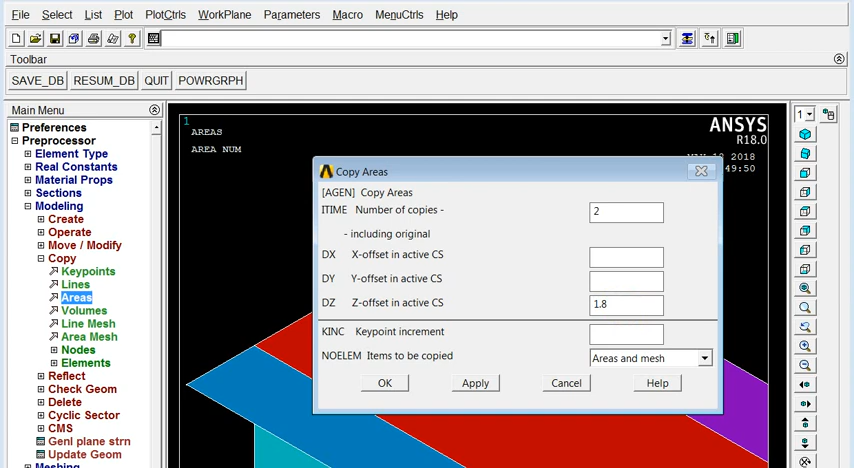 File Select List Plot PlotCtrls WorkPlane Parameters Macro MenuCtrls Help
Toolbar
SAVE_DB RESUM_DB QUIT POWRGRPH
Main Menu
Preferences
Preprocessor
Element Type
Real Constants
Material Props
Sections
Modeling
Create
Operate
Move / Modify
Copy
Keypoints
Lines
Areas
Volumes
Line Mesh
Area Mesh
Nodes
Elements
Reflect
Check Geom
Delete
Cyclic Sector
CMS
Genl plane strn
Update Geom
Meshing
1
AREAS
AREA NUM
ANSYS
R18.0
2018
49:50
1
Copy Areas
[AGEN] Copy Areas
ITIME Number of copies - 2
- including original
DX X-offset in active CS
DY Y-offset in active CS
DZ Z-offset in active CS 1.8
KINC Keypoint increment
NOELEM Items to be copied Areas and mesh
OK Apply Cancel Help